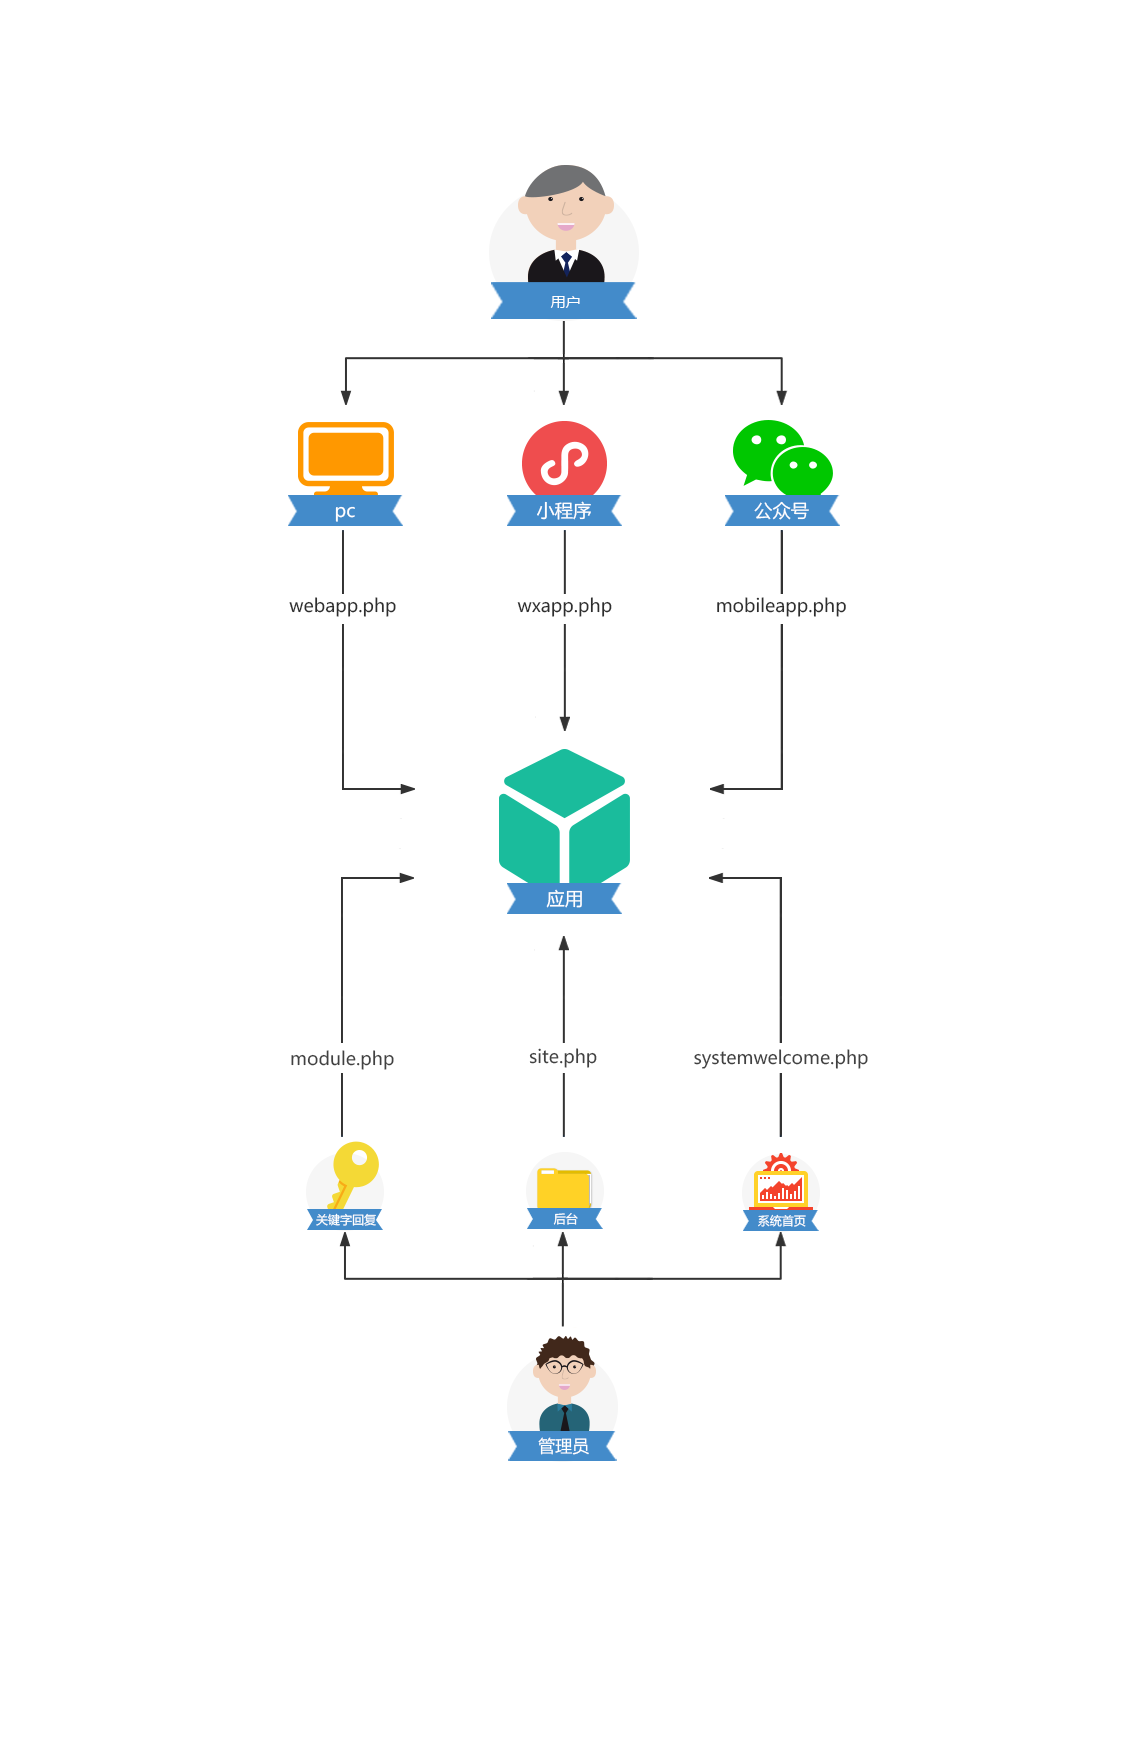 用户
pc
小程序
公众号
webapp.php
wxapp.php
mobileapp.php
应用
module.php
site.php
systemwelcome.php
关键字回复
后台
系统首页
管理员